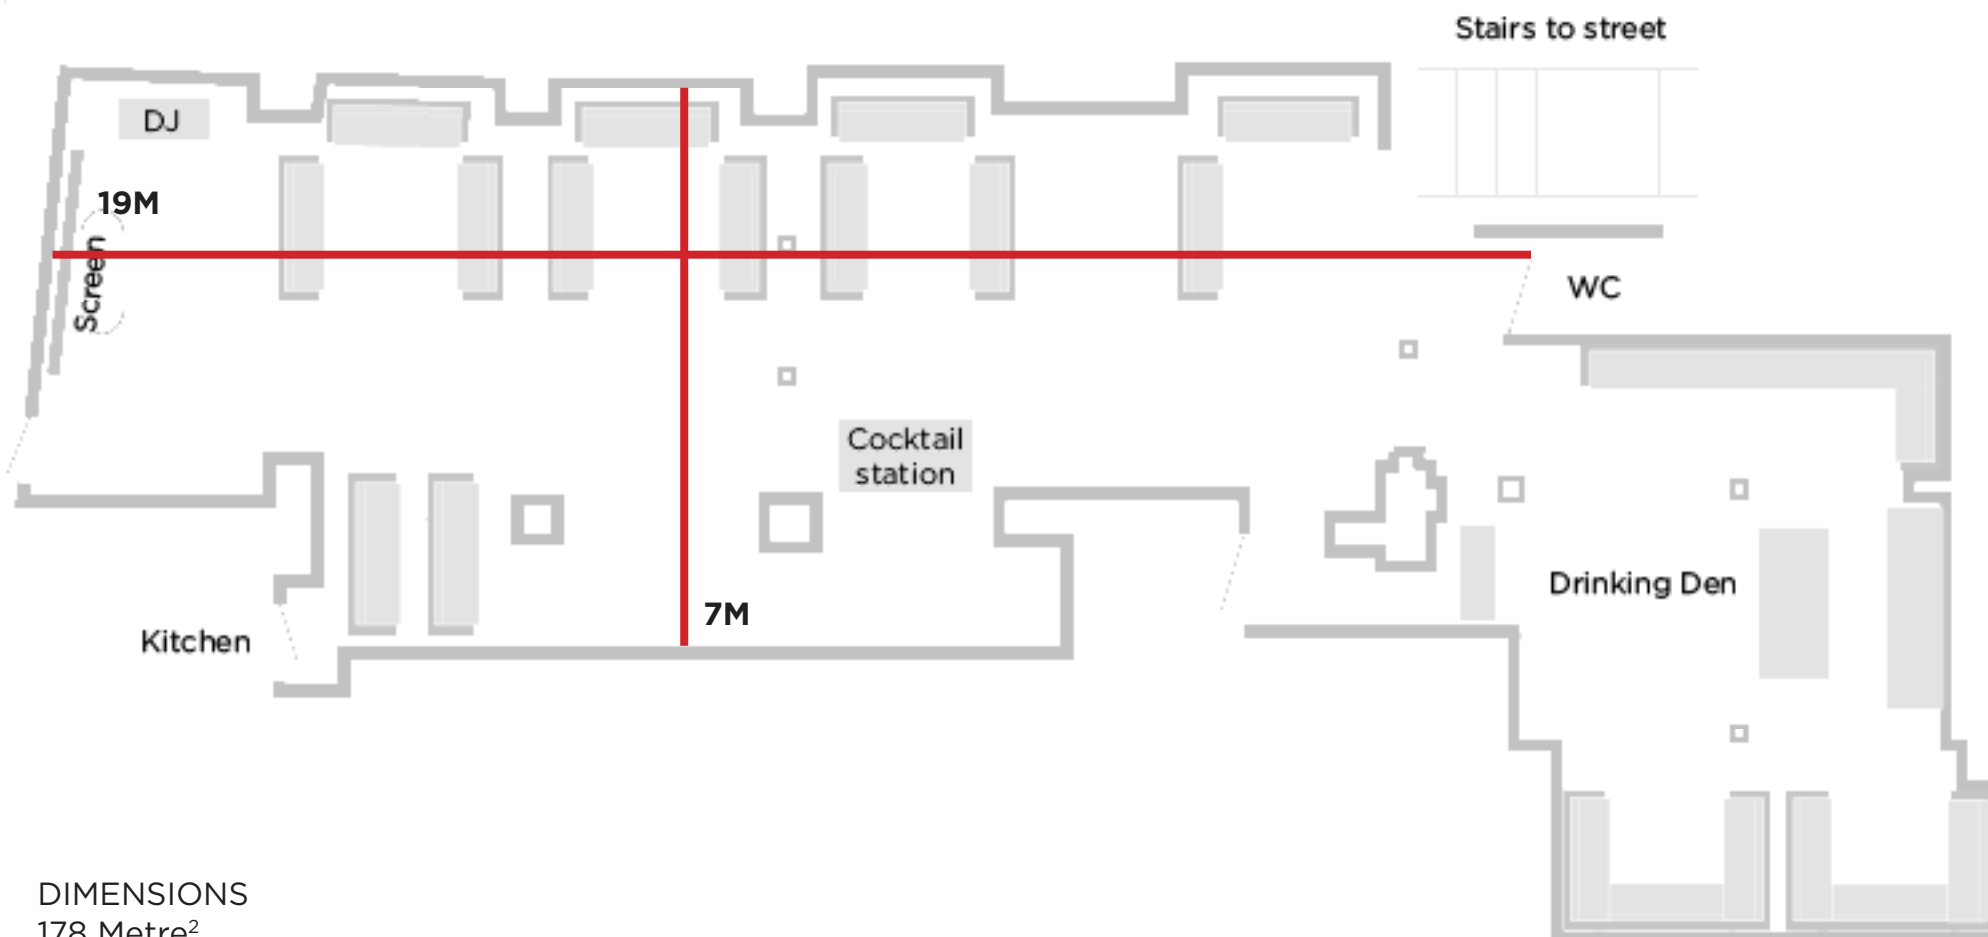 Stairs to street
DJ
19M
Screen
WC
Cocktail
station
Drinking Den
7M
Kitchen
DIMENSIONS
178 Metre²